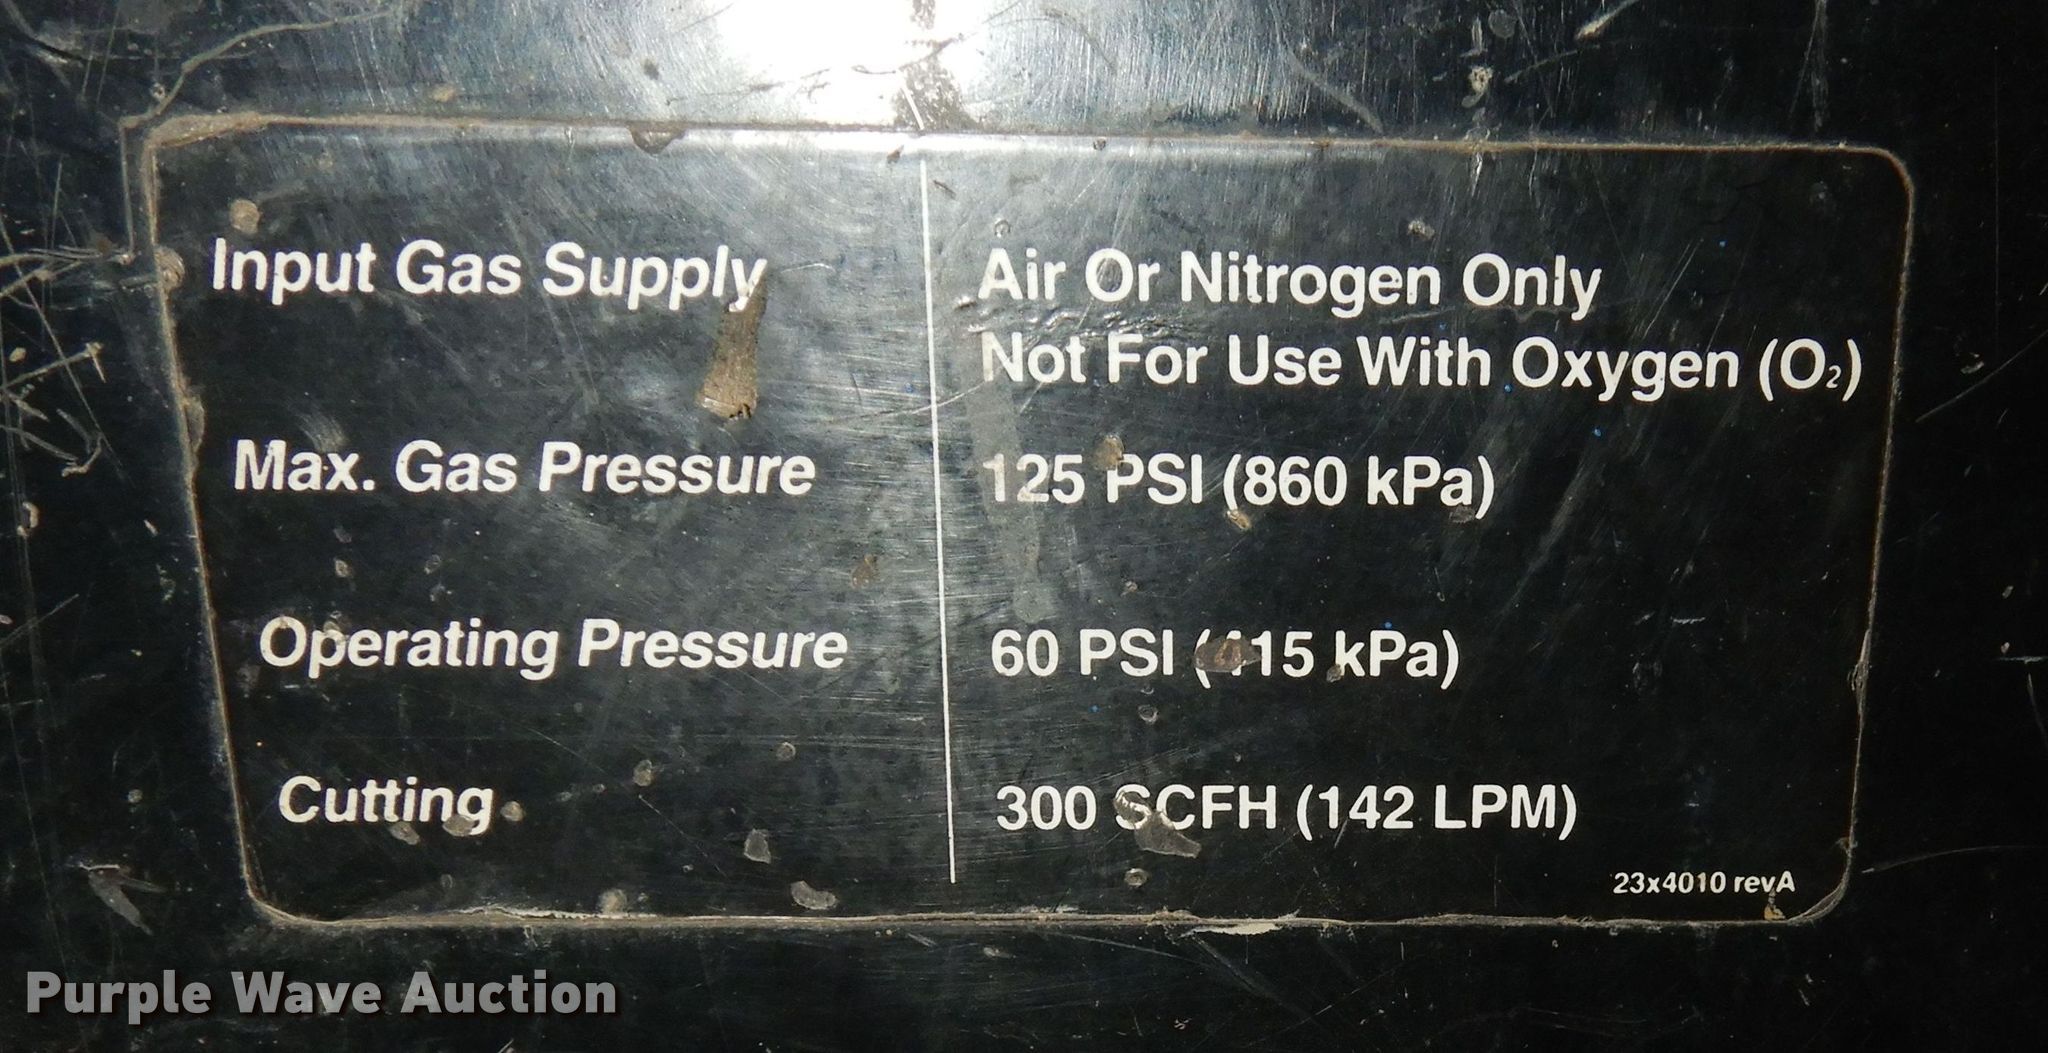 Input Gas Supply
Air Or Nitrogen Only
Not For Use With Oxygen (O₂)
Max. Gas Pressure
125 PSI (860 kPa)
Operating Pressure
60 PSI (415 kPa)
Cutting
300 SCFH (142 LPM)
23x4010 revA
Purple Wave Auction